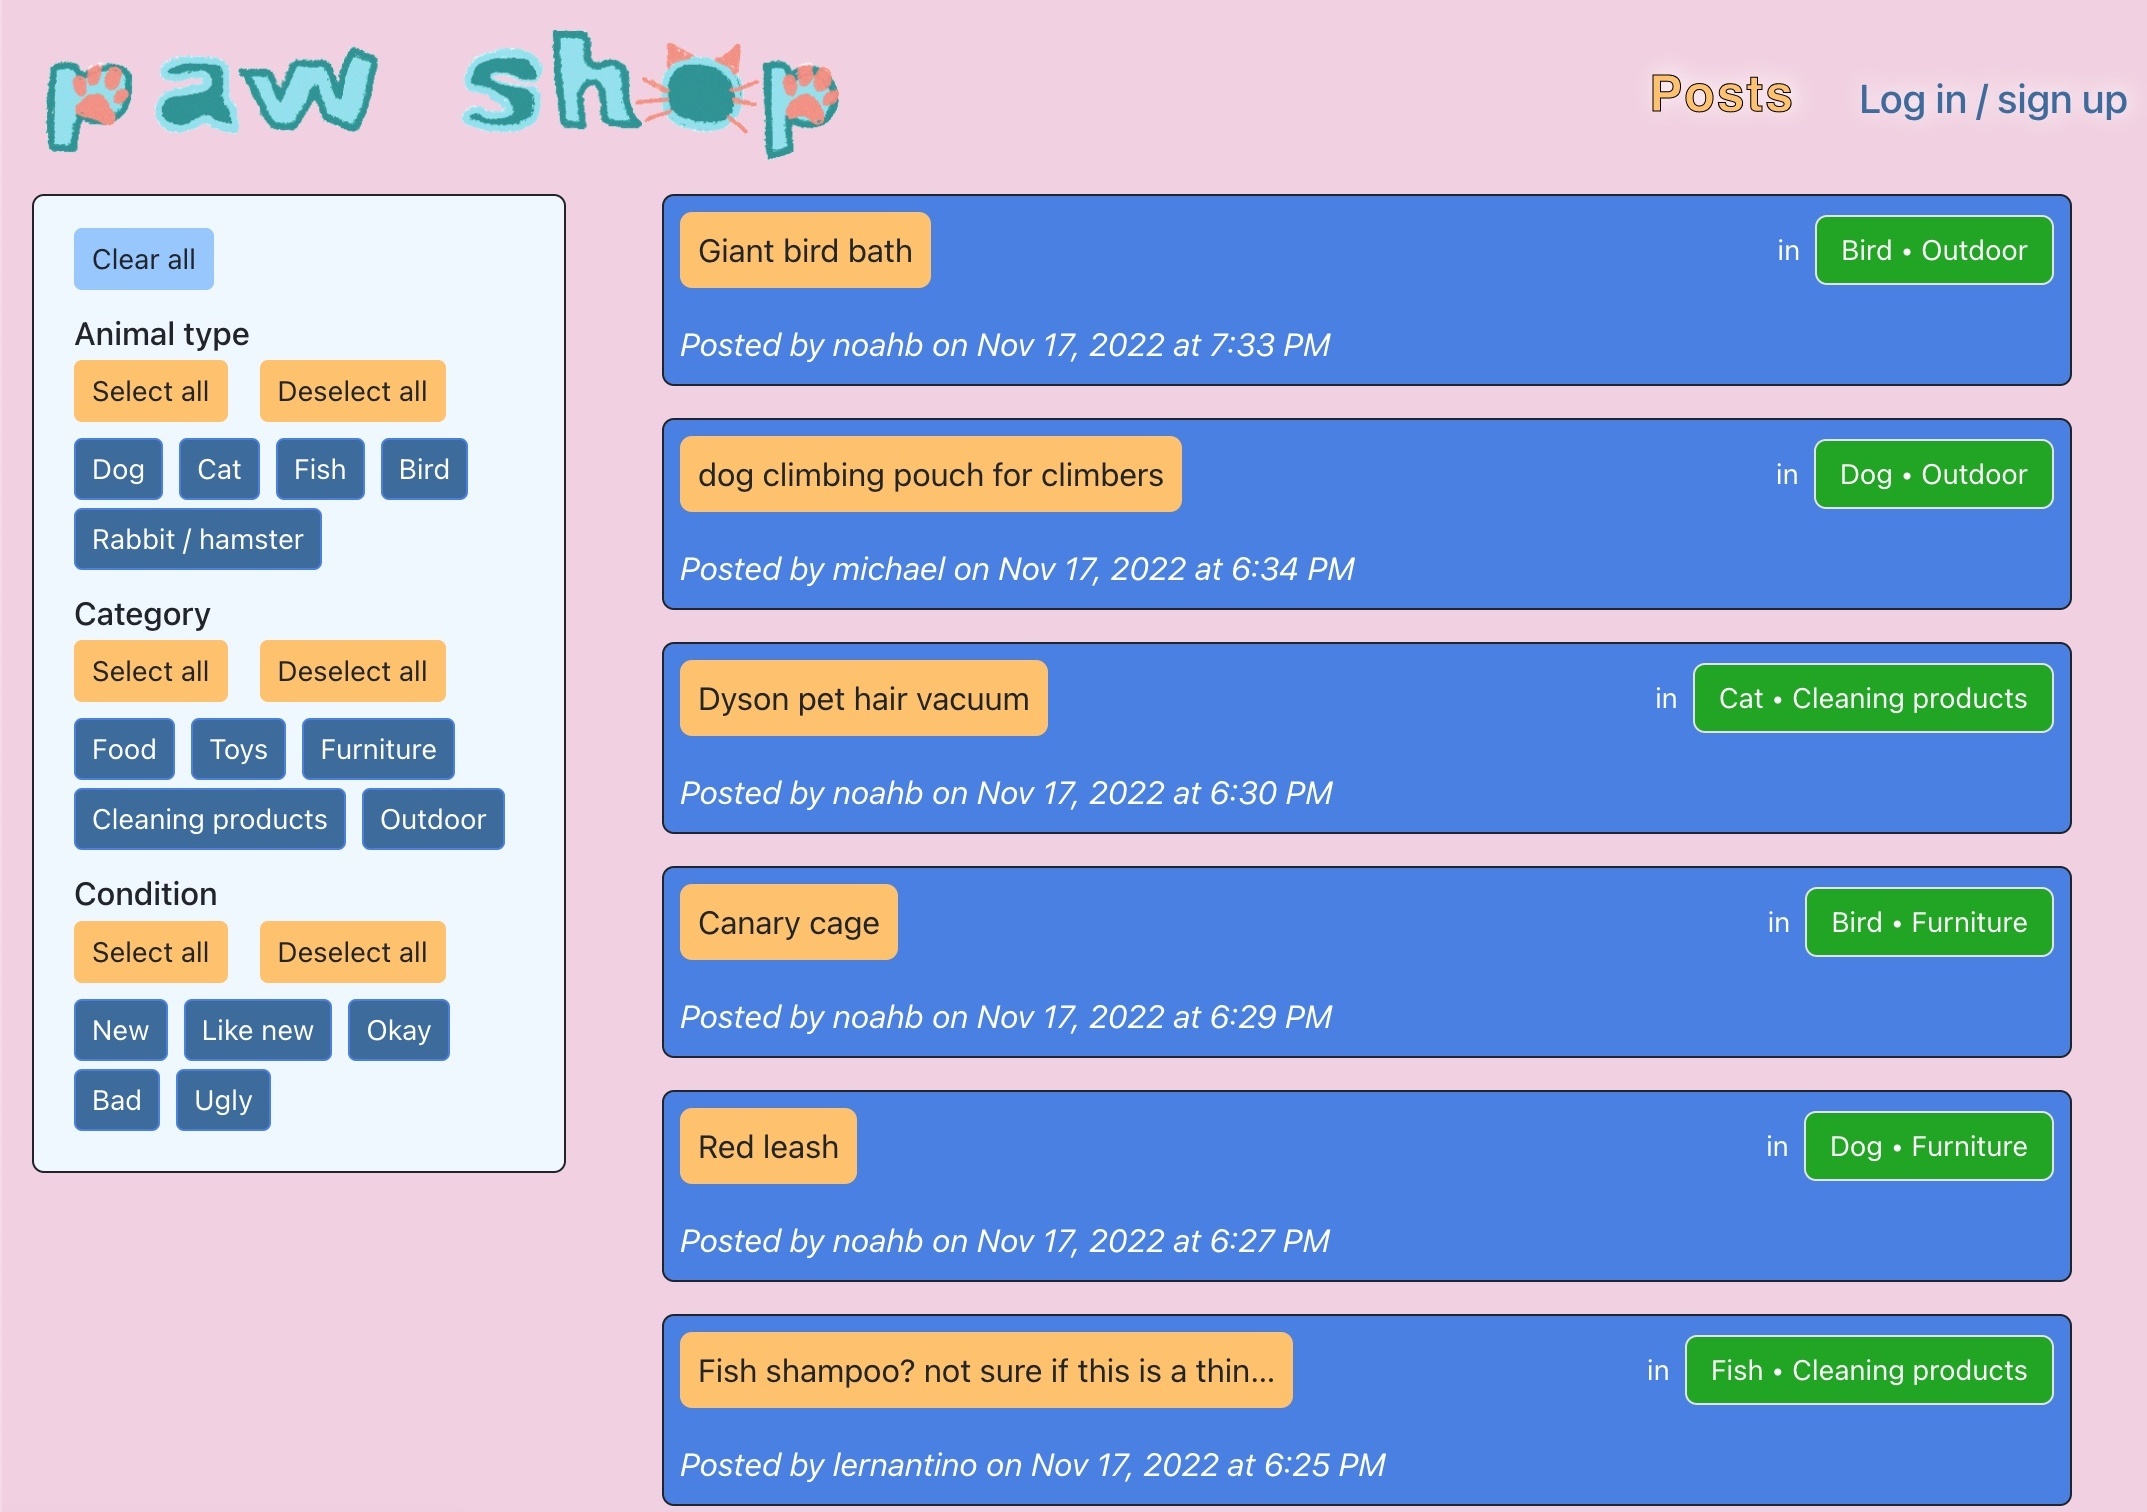 paw shop
Posts
Log in / sign up
Clear all
Animal type
Select all Deselect all
Dog Cat Fish Bird
Rabbit / hamster
Category
Select all Deselect all
Food Toys Furniture
Cleaning products Outdoor
Condition
Select all Deselect all
New Like new Okay
Bad Ugly
Giant bird bath in Bird • Outdoor
Posted by noahb on Nov 17, 2022 at 7:33 PM
dog climbing pouch for climbers in Dog • Outdoor
Posted by michael on Nov 17, 2022 at 6:34 PM
Dyson pet hair vacuum in Cat • Cleaning products
Posted by noahb on Nov 17, 2022 at 6:30 PM
Canary cage in Bird • Furniture
Posted by noahb on Nov 17, 2022 at 6:29 PM
Red leash in Dog • Furniture
Posted by noahb on Nov 17, 2022 at 6:27 PM
Fish shampoo? not sure if this is a thin... in Fish • Cleaning products
Posted by lernantino on Nov 17, 2022 at 6:25 PM